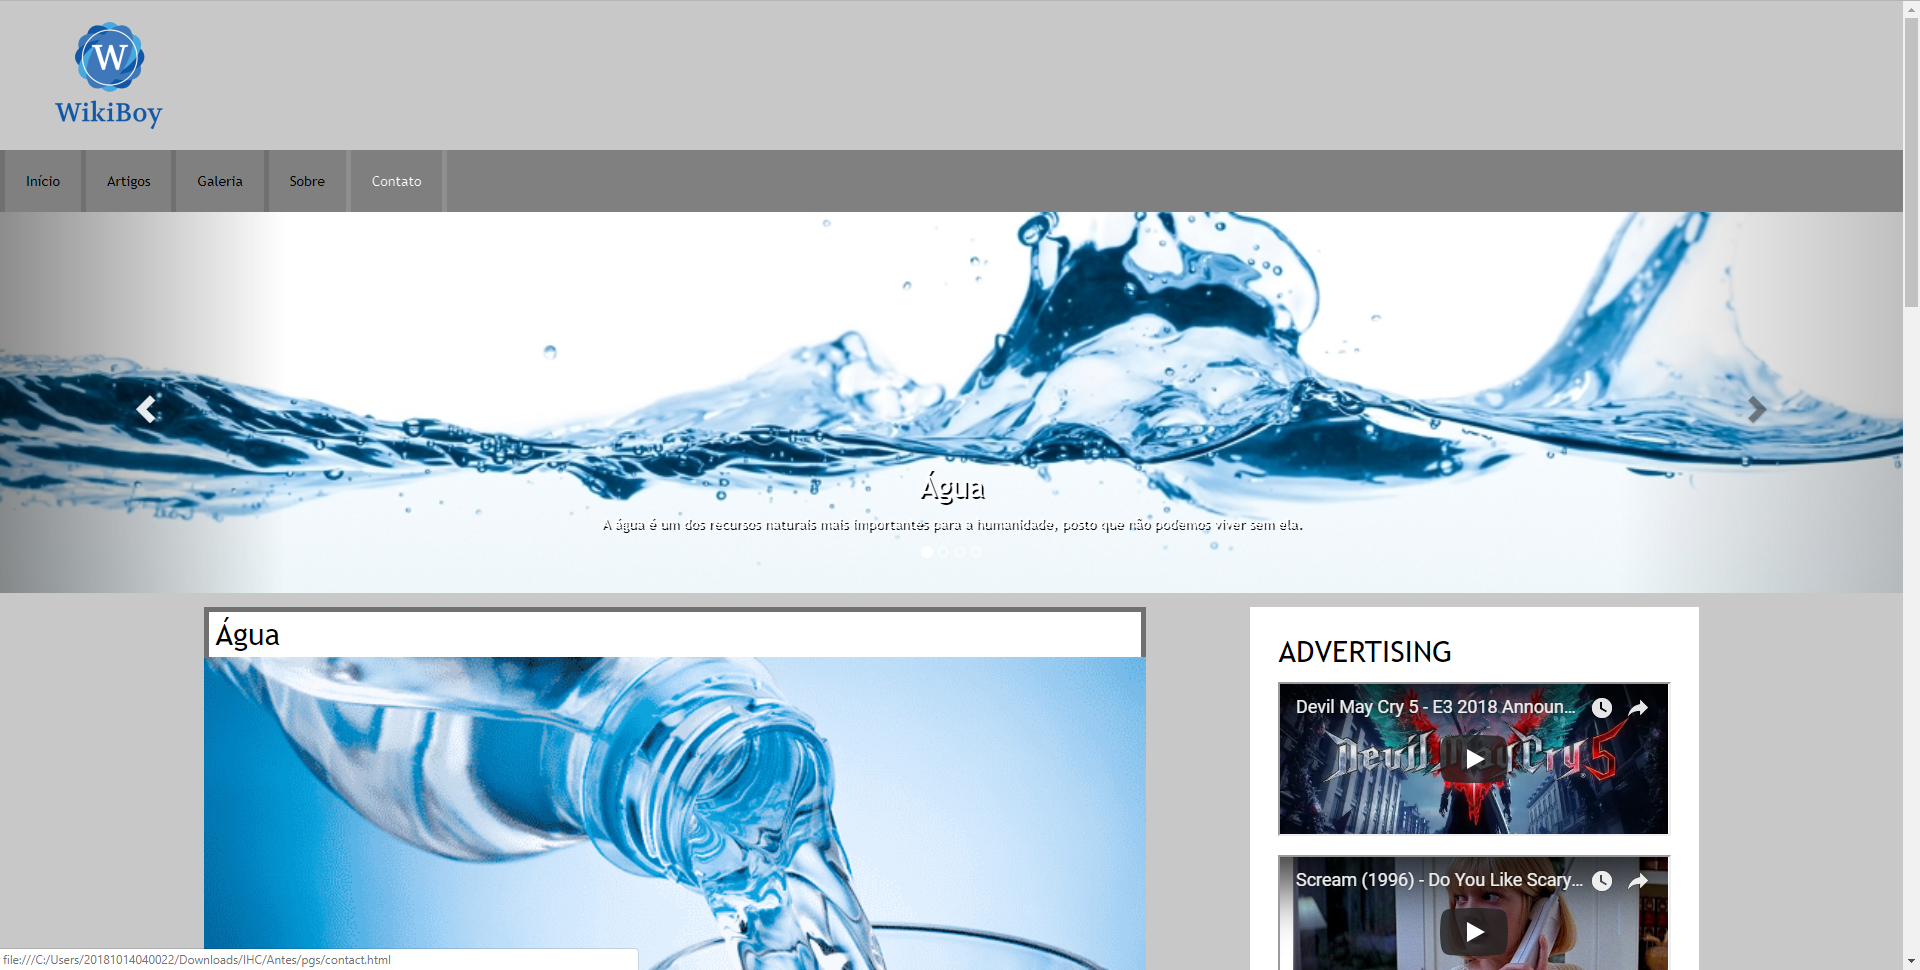 W
WikiBoy
Início
Artigos
Galeria
Sobre
Contato
Água
A água é um dos recursos naturais mais importantes para a humanidade, posto que não podemos viver sem ela.
Água
ADVERTISING
Devil May Cry 5 - E3 2018 Announ...
Devil May Cry 5
Scream (1996) - Do You Like Scary...
file:///C:/Users/20181014040022/Downloads/IHC/Antes/pgs/contact.html